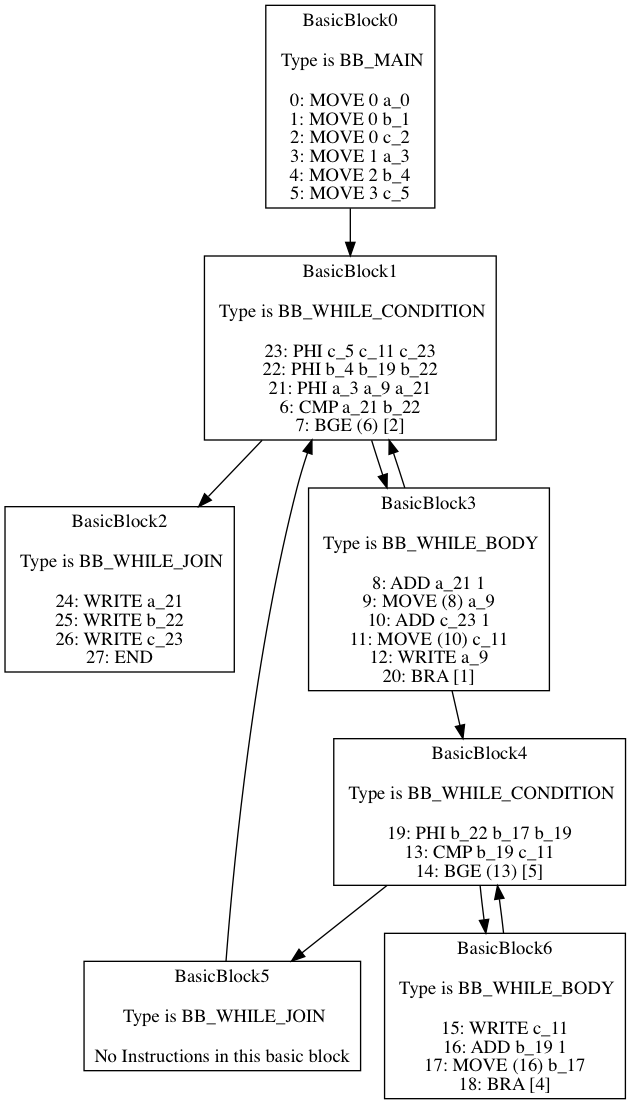 BasicBlock0
Type is BB_MAIN
0: MOVE 0 a_0
1: MOVE 0 b_1
2: MOVE 0 c_2
3: MOVE 1 a_3
4: MOVE 2 b_4
5: MOVE 3 c_5
BasicBlock1
Type is BB_WHILE_CONDITION
23: PHI c_5 c_11 c_23
22: PHI b_4 b_19 b_22
21: PHI a_3 a_9 a_21
6: CMP a_21 b_22
7: BGE (6) [2]
BasicBlock2
Type is BB_WHILE_JOIN
24: WRITE a_21
25: WRITE b_22
26: WRITE c_23
27: END
BasicBlock3
Type is BB_WHILE_BODY
8: ADD a_21 1
9: MOVE (8) a_9
10: ADD c_23 1
11: MOVE (10) c_11
12: WRITE a_9
20: BRA [1]
BasicBlock4
Type is BB_WHILE_CONDITION
19: PHI b_22 b_17 b_19
13: CMP b_19 c_11
14: BGE (13) [5]
BasicBlock5
Type is BB_WHILE_JOIN
No Instructions in this basic block
BasicBlock6
Type is BB_WHILE_BODY
15: WRITE c_11
16: ADD b_19 1
17: MOVE (16) b_17
18: BRA [4]